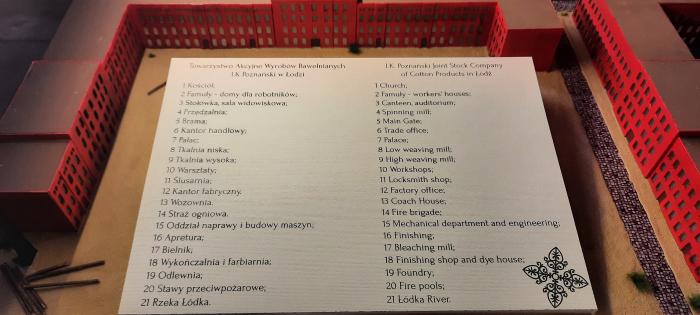 Towarzystwo Akcyjne Wyrobów Bawełnianych
I.K Poznański w Łodzi
1 Kościół;
2 Famuły - domy dla robotników;
3 Stołówka, sala widowiskowa;
4 Przędzalnia;
5 Brama;
6 Kantor handlowy;
7 Pałac;
8 Tkalnia niska;
9 Tkalnia wysoka;
10 Warsztaty;
11 Ślusarnia;
12 Kantor fabryczny.
13 Wozownia.
14 Straż ogniowa.
15 Oddział naprawy i budowy maszyn;
16 Apretura;
17 Bielnik;
18 Wykończalnia i farbiarnia;
19 Odlewnia;
20 Stawy przeciwpożarowe;
21 Rzeka Łódka.
I.K. Poznanski Joint Stock Company
of Cotton Products in Łódź
1 Church;
2 Famuły - workers' houses;
3 Canteen, auditorium;
4 Spinning mill;
5 Main Gate;
6 Trade office;
7 Palace;
8 Low weaving mill;
9 High weaving mill;
10 Workshops;
11 Locksmith shop;
12 Factory office;
13 Coach House;
14 Fire brigade;
15 Mechanical department and engineering;
16 Finishing;
17 Bleaching mill;
18 Finishing shop and dye house;
19 Foundry;
20 Fire pools;
21 Łódka River.